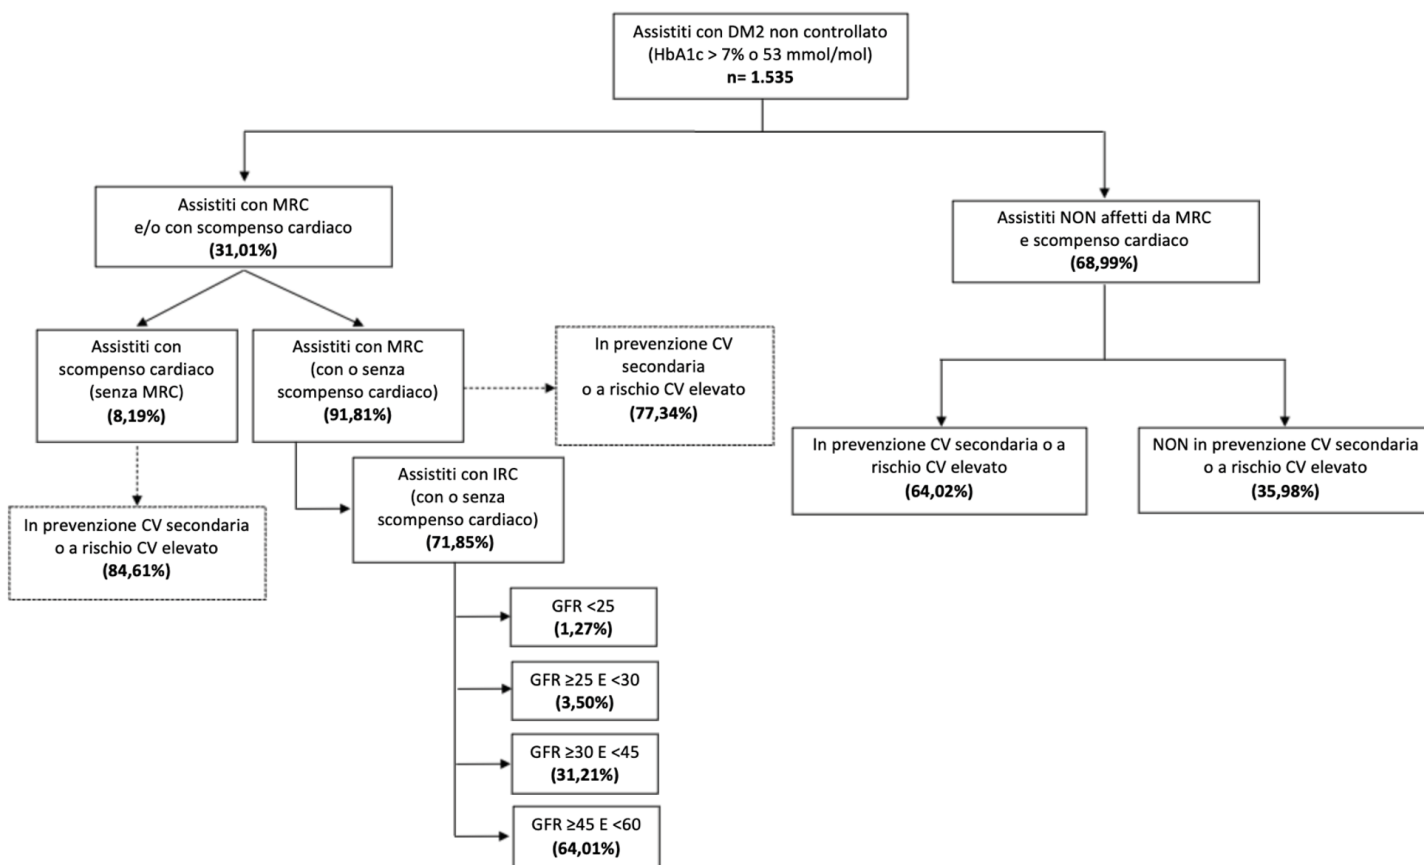 Assistiti con DM2 non controllato
(HbA1c > 7% o 53 mmol/mol)
n= 1.535
Assistiti con MRC
e/o con scompenso cardiaco
(31,01%)
Assistiti NON affetti da MRC
e scompenso cardiaco
(68,99%)
Assistiti con
scompenso cardiaco
(senza MRC)
(8,19%)
Assistiti con MRC
(con o senza
scompenso cardiaco)
(91,81%)
In prevenzione CV
secondaria
o a rischio CV elevato
(77,34%)
In prevenzione CV secondaria o a
rischio CV elevato
(64,02%)
NON in prevenzione CV secondaria
o a rischio CV elevato
(35,98%)
Assistiti con IRC
(con o senza
scompenso cardiaco)
(71,85%)
In prevenzione CV secondaria
o a rischio CV elevato
(84,61%)
GFR <25
(1,27%)
GFR ≥25 E <30
(3,50%)
GFR ≥30 E <45
(31,21%)
GFR ≥45 E <60
(64,01%)